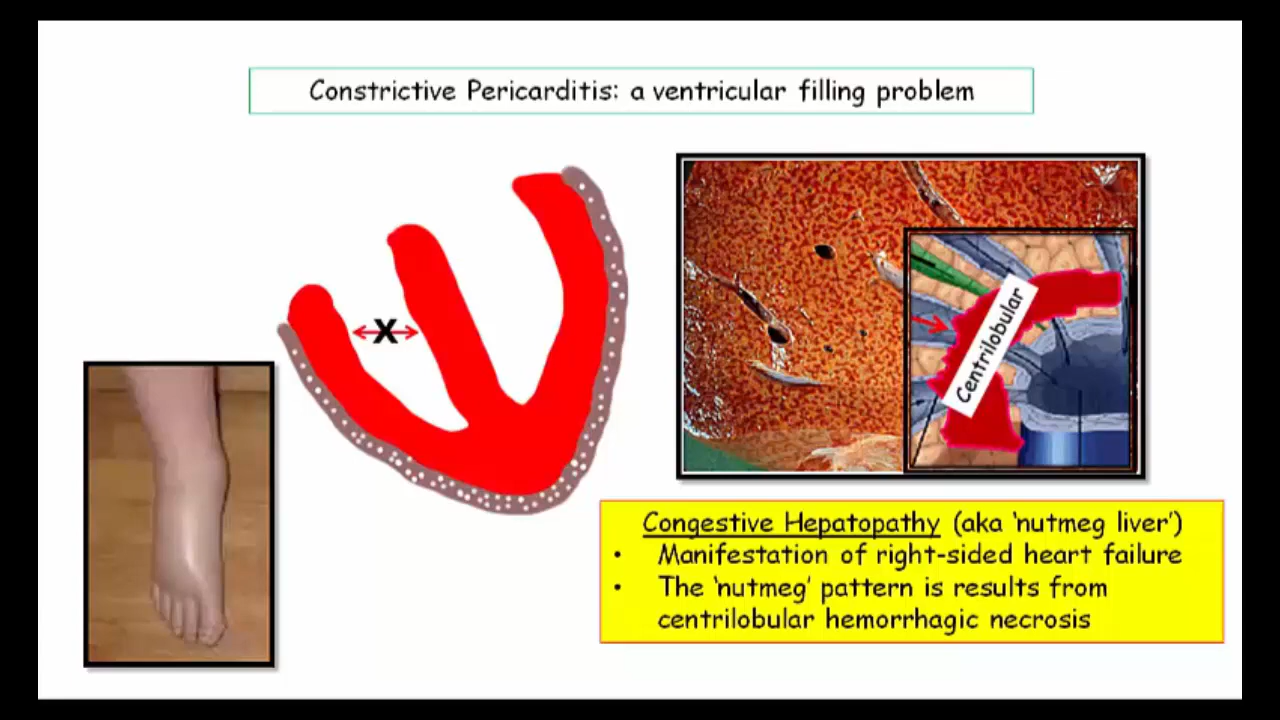 Constrictive Pericarditis: a ventricular filling problem
X
Centrilobular
Congestive Hepatopathy (aka ‘nutmeg liver’)
• Manifestation of right-sided heart failure
• The ‘nutmeg’ pattern is results from
centrilobular hemorrhagic necrosis